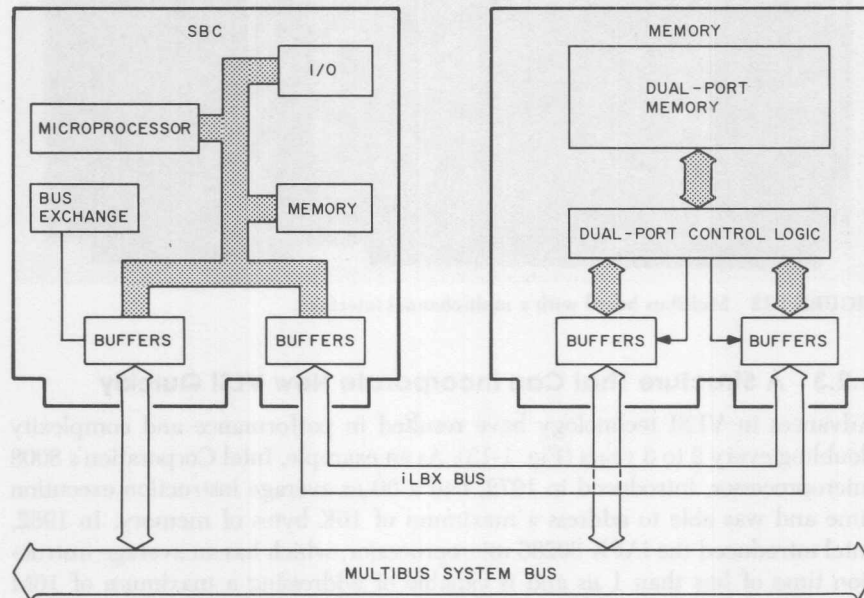 SBC
I/O
MICROPROCESSOR
BUS
EXCHANGE
MEMORY
BUFFERS
BUFFERS
MEMORY
DUAL-PORT
MEMORY
DUAL-PORT CONTROL LOGIC
BUFFERS
BUFFERS
iLBX BUS
MULTIBUS SYSTEM BUS